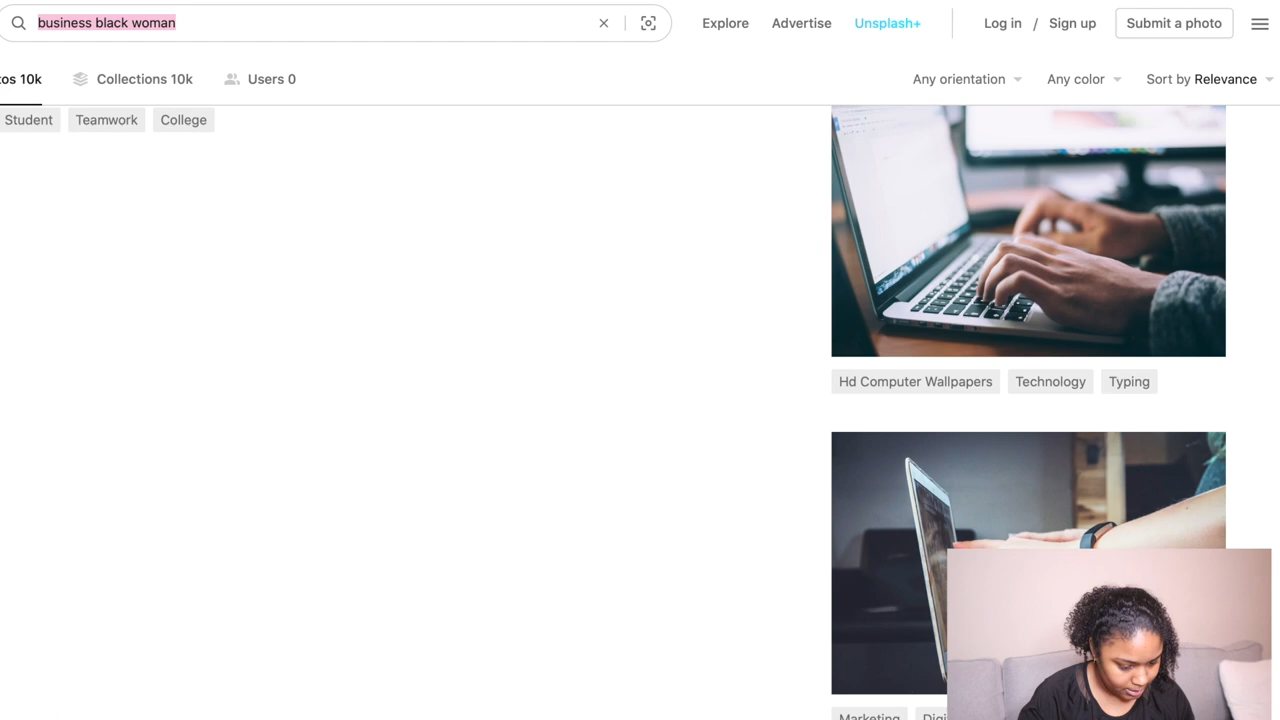 business black woman
Explore
Advertise
Unsplash+
Log in / Sign up
Submit a photo
tos 10k
Collections 10k
Users 0
Any orientation
Any color
Sort by Relevance
Student
Teamwork
College
Hd Computer Wallpapers
Technology
Typing
Marketing
Digi